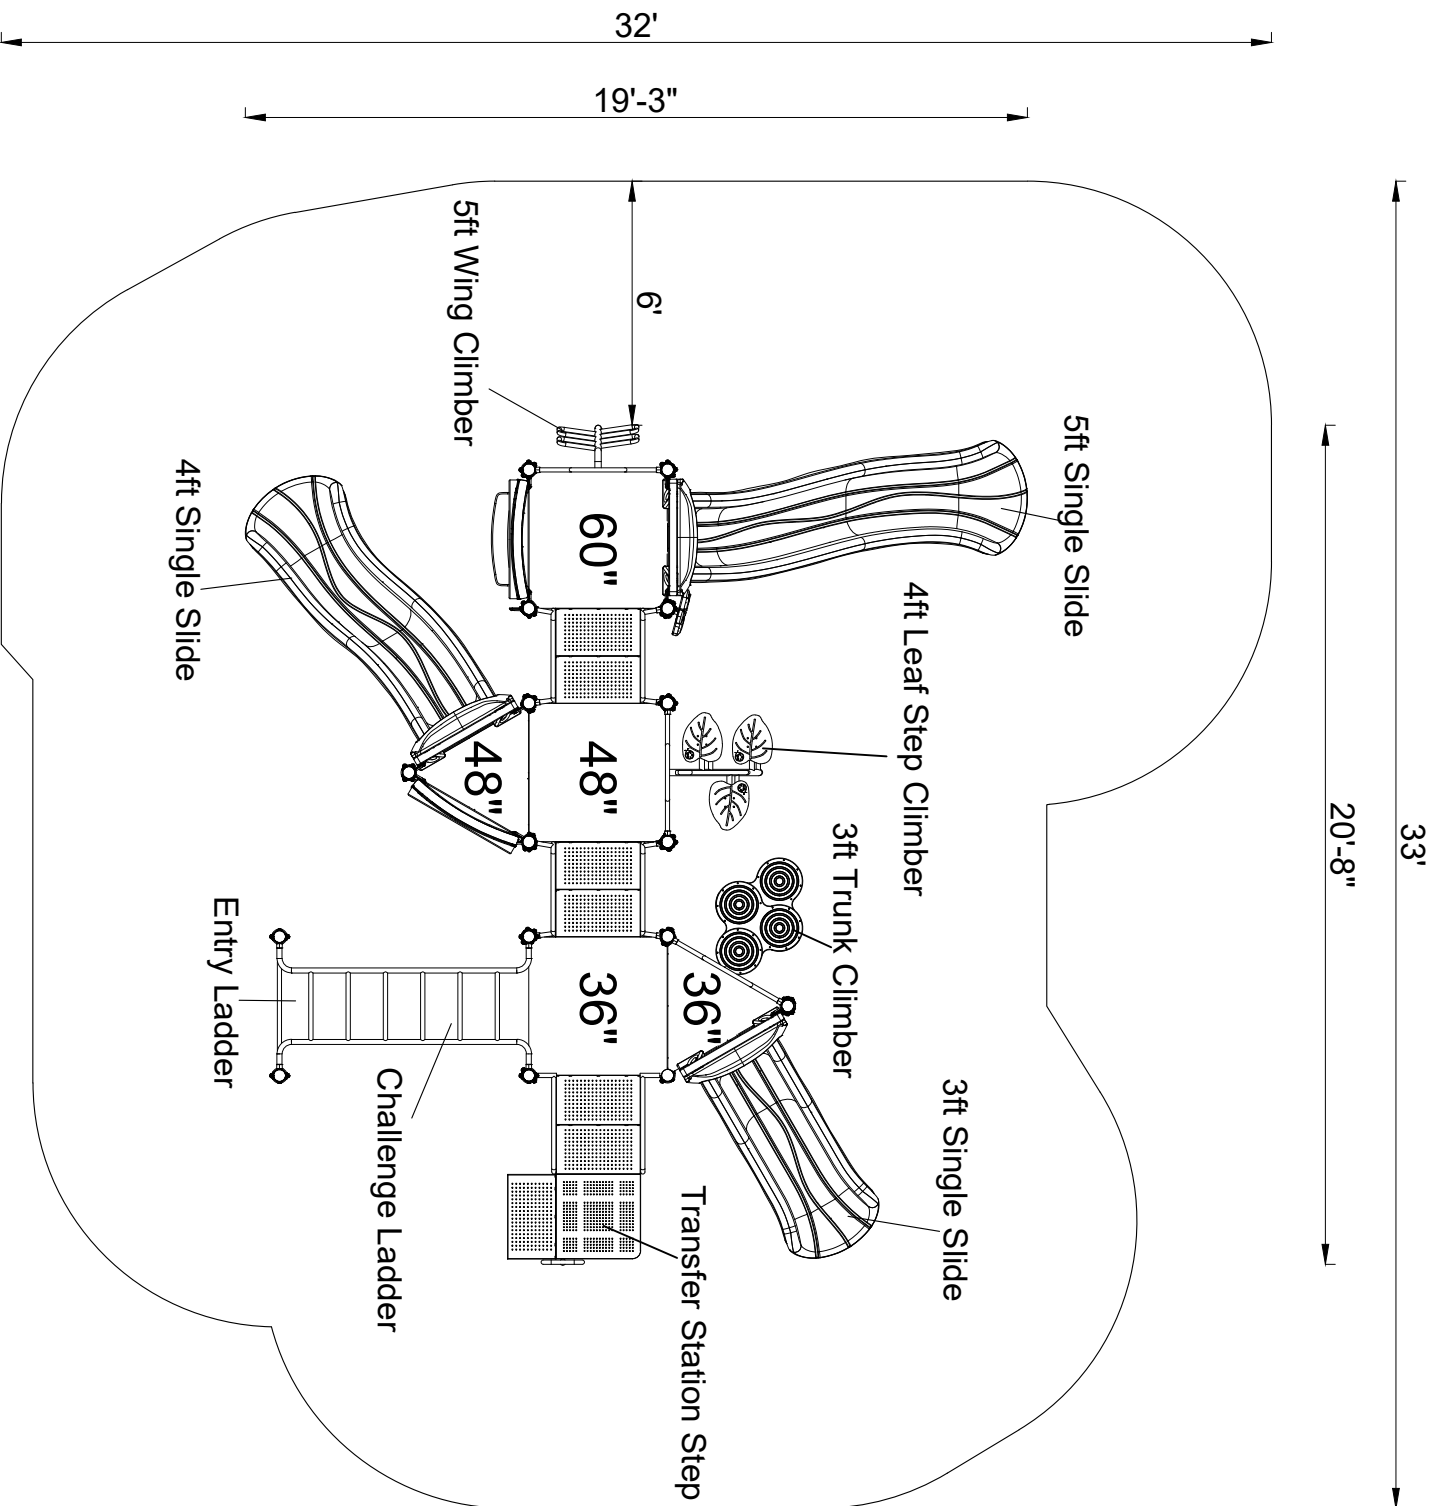 32'
19'-3"
5ft Wing Climber
6'
5ft Single Slide
4ft Single Slide
60"
4ft Leaf Step Climber
48"
48"
33'
20'-8"
3ft Trunk Climber
Entry Ladder
36"
36"
Challenge Ladder
3ft Single Slide
Transfer Station Step